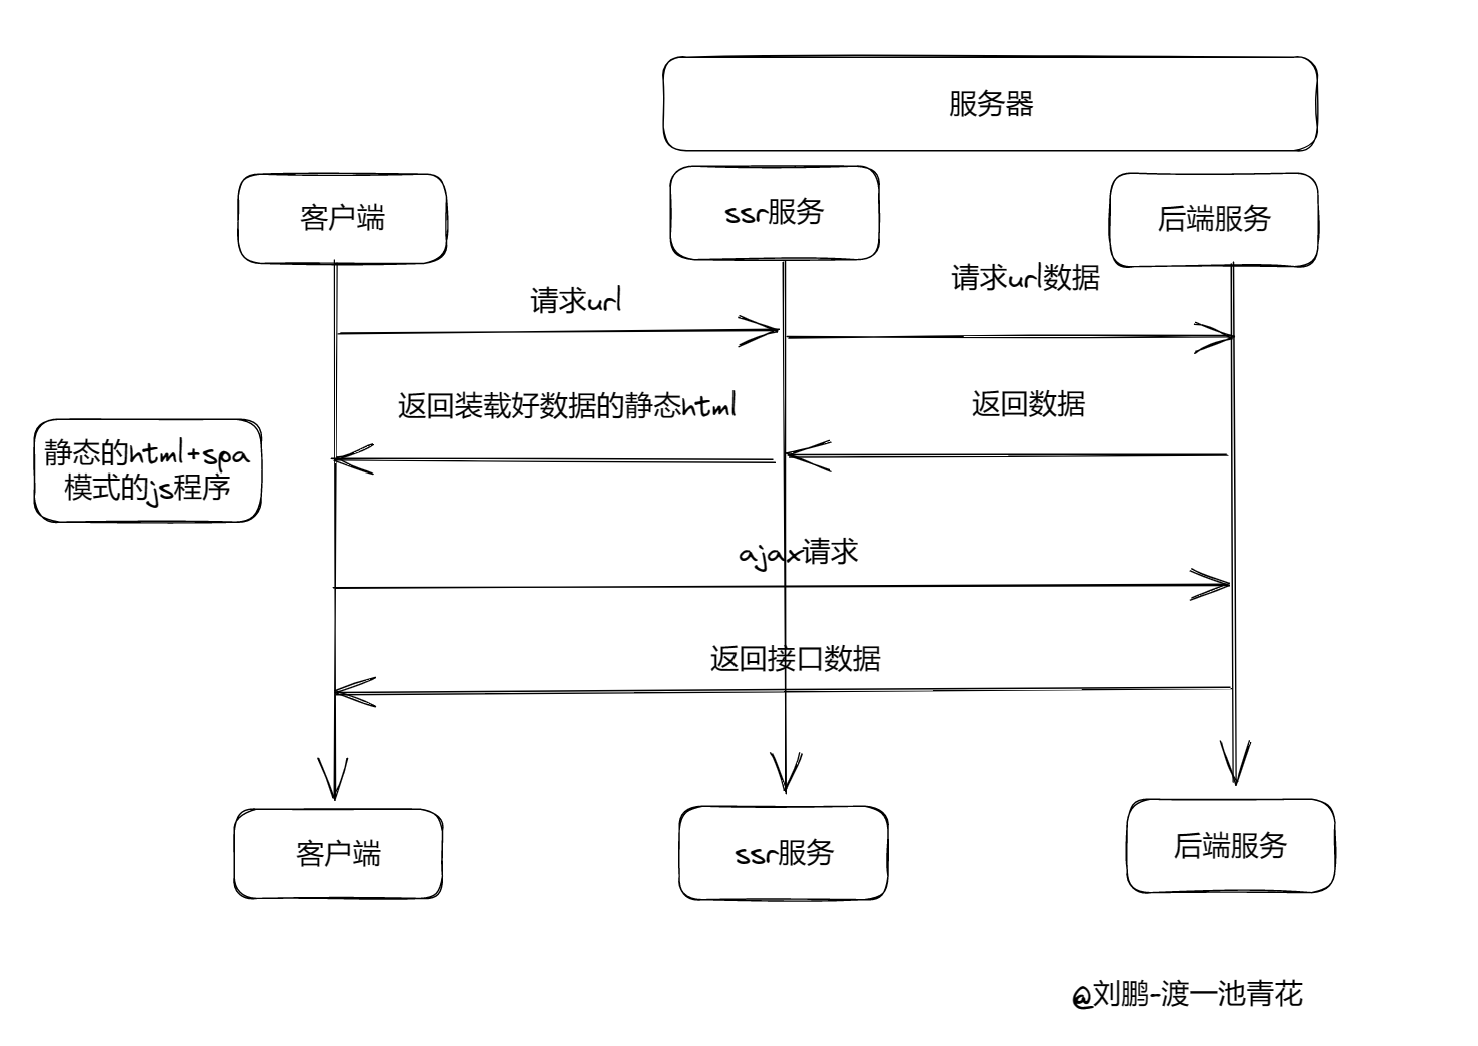 服务器
客户端
ssr服务
后端服务
请求url
请求url数据
返回装载好数据的静态html
返回数据
静态的html+spa
模式的js程序
ajax请求
返回接口数据
客户端
ssr服务
后端服务
@刘鹏-渡一池青花